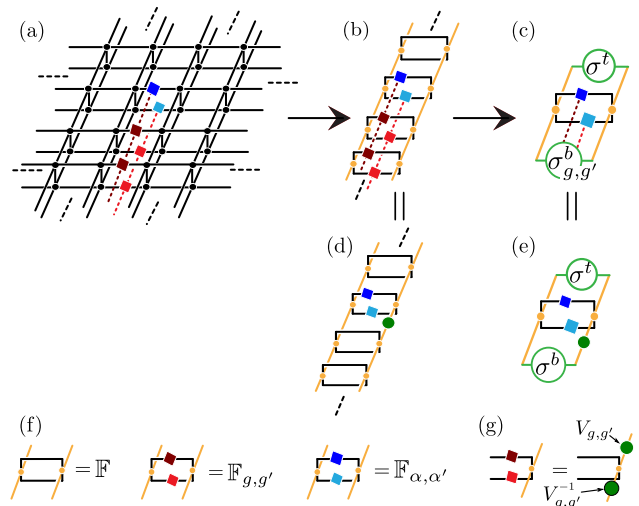 (a)
(b)
(c)
σ^t
σ^b_{g,g′}
(d)
(e)
σ^t
σ^b
(f)
= 𝔽
= 𝔽_{g,g′}
= 𝔽_{α,α′}
(g)
V_{g,g′}
=
V^{-1}_{g,g′}